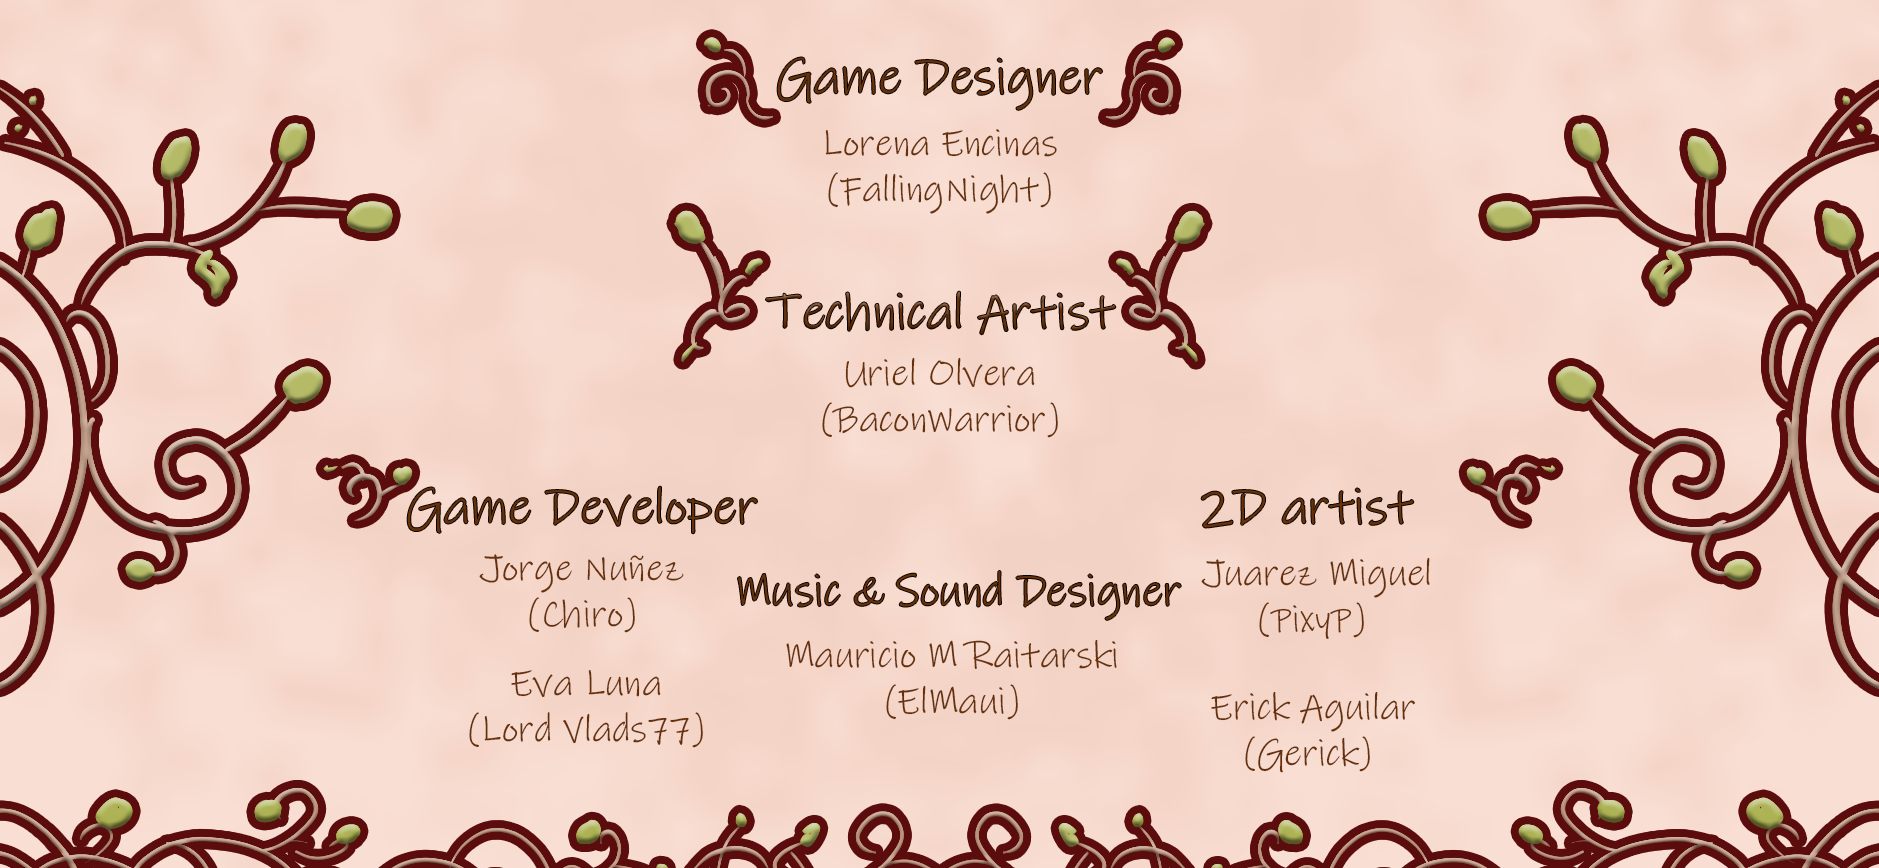 Game Designer
Lorena Encinas
(FallingNight)
Technical Artist
Uriel Olvera
(BaconWarrior)
Game Developer
Jorge Nuñez
(Chiro)
Eva Luna
(Lord Vlads77)
Music & Sound Designer
Mauricio M Raitarski
(ElMaui)
2D artist
Juarez Miguel
(PixyP)
Erick Aguilar
(Gerick)